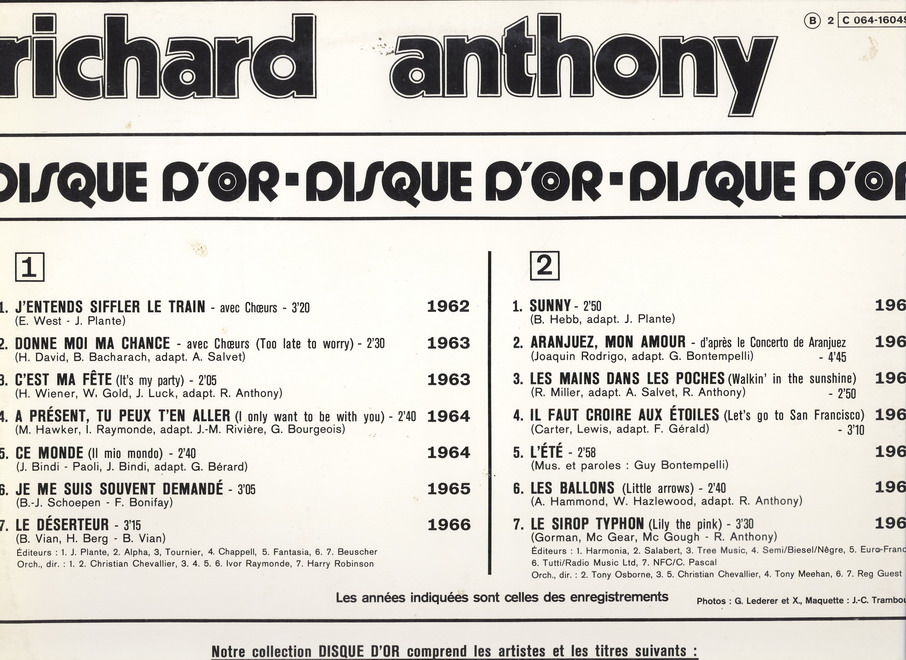 richard anthony
B 2 C 064-16049
DISQUE D'OR ▪ DISQUE D'OR ▪ DISQUE D'OR
1
1. J'ENTENDS SIFFLER LE TRAIN - avec Chœurs - 3'20 1962
(E. West - J. Plante)
2. DONNE MOI MA CHANCE - avec Chœurs (Too late to worry) - 2'30 1963
(H. David, B. Bacharach, adapt. A. Salvet)
3. C'EST MA FÊTE (It's my party) - 2'05 1963
(H. Wiener, W. Gold, J. Luck, adapt. R. Anthony)
4. A PRÉSENT, TU PEUX T'EN ALLER (I only want to be with you) - 2'40 1964
(M. Hawker, I. Raymonde, adapt. J.-M. Rivière, G. Bourgeois)
5. CE MONDE (Il mio mondo) - 2'40 1964
(J. Bindi - Paoli, J. Bindi, adapt. G. Bérard)
6. JE ME SUIS SOUVENT DEMANDÉ - 3'05 1965
(B.-J. Schoepen - F. Bonifay)
7. LE DÉSERTEUR - 3'15 1966
(B. Vian, H. Berg - B. Vian)
Éditeurs : 1. J. Plante, 2. Alpha, 3, Tournier, 4. Chappell, 5. Fantasia, 6. 7. Beuscher
Orch., dir. : 1. 2. Christian Chevallier, 3. 4. 5. 6. Ivor Raymonde, 7. Harry Robinson
2
1. SUNNY - 2'50 196
(B. Hebb, adapt. J. Plante)
2. ARANJUEZ, MON AMOUR - d'après le Concerto de Aranjuez 196
(Joaquin Rodrigo, adapt. G. Bontempelli) - 4'45
3. LES MAINS DANS LES POCHES (Walkin' in the sunshine) 196
(R. Miller, adapt. A. Salvet, R. Anthony) - 2'50
4. IL FAUT CROIRE AUX ÉTOILES (Let's go to San Francisco) 196
(Carter, Lewis, adapt. F. Gérald) - 3'10
5. L'ÉTÉ - 2'58 196
(Mus. et paroles : Guy Bontempelli)
6. LES BALLONS (Little arrows) - 2'40 196
(A. Hammond, W. Hazlewood, adapt. R. Anthony)
7. LE SIROP TYPHON (Lily the pink) - 3'30 196
(Gorman, Mc Gear, Mc Gough - R. Anthony)
Éditeurs : 1. Harmonia, 2. Salabert, 3. Tree Music, 4. Semi/Biesel/Nêgre, 5. Euro-Franc
6. Tutti/Radio Music Ltd, 7. NFC/C. Pascal
Orch., dir. : 2. Tony Osborne, 3. 5. Christian Chevallier, 4. Tony Meehan, 6. 7. Reg Guest
Les années indiquées sont celles des enregistrements
Photos : G. Lederer et X., Maquette : J.-C. Trambou
Notre collection DISQUE D'OR comprend les artistes et les titres suivants :